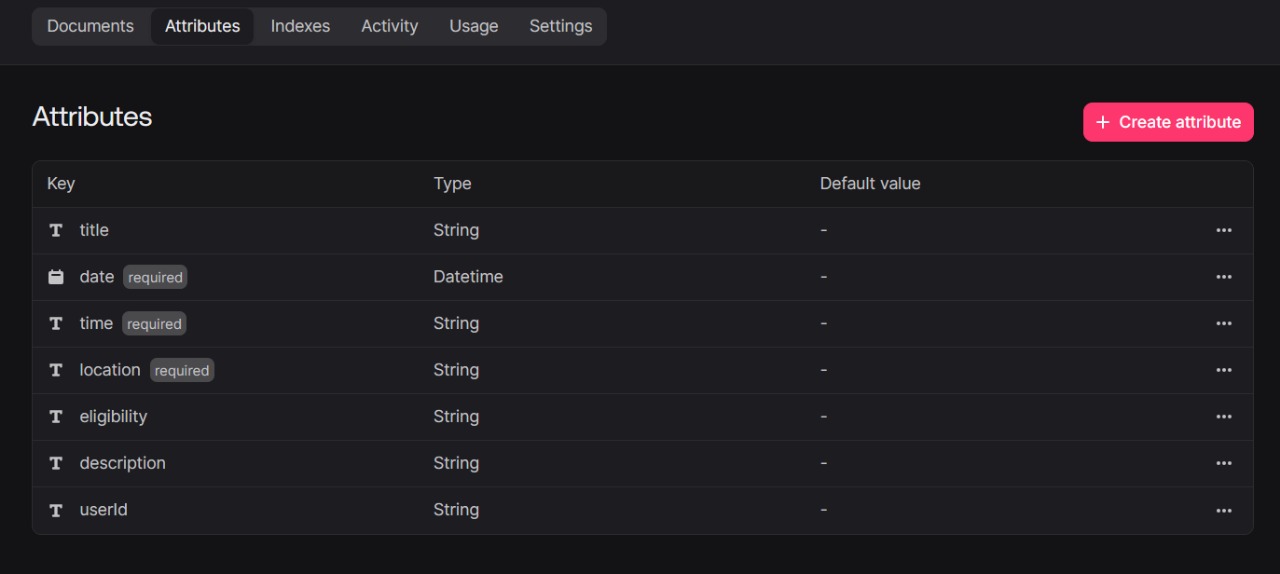 Documents Attributes Indexes Activity Usage Settings
Attributes
+ Create attribute
Key Type Default value
title String -
date required Datetime -
time required String -
location required String -
eligibility String -
description String -
userId String -